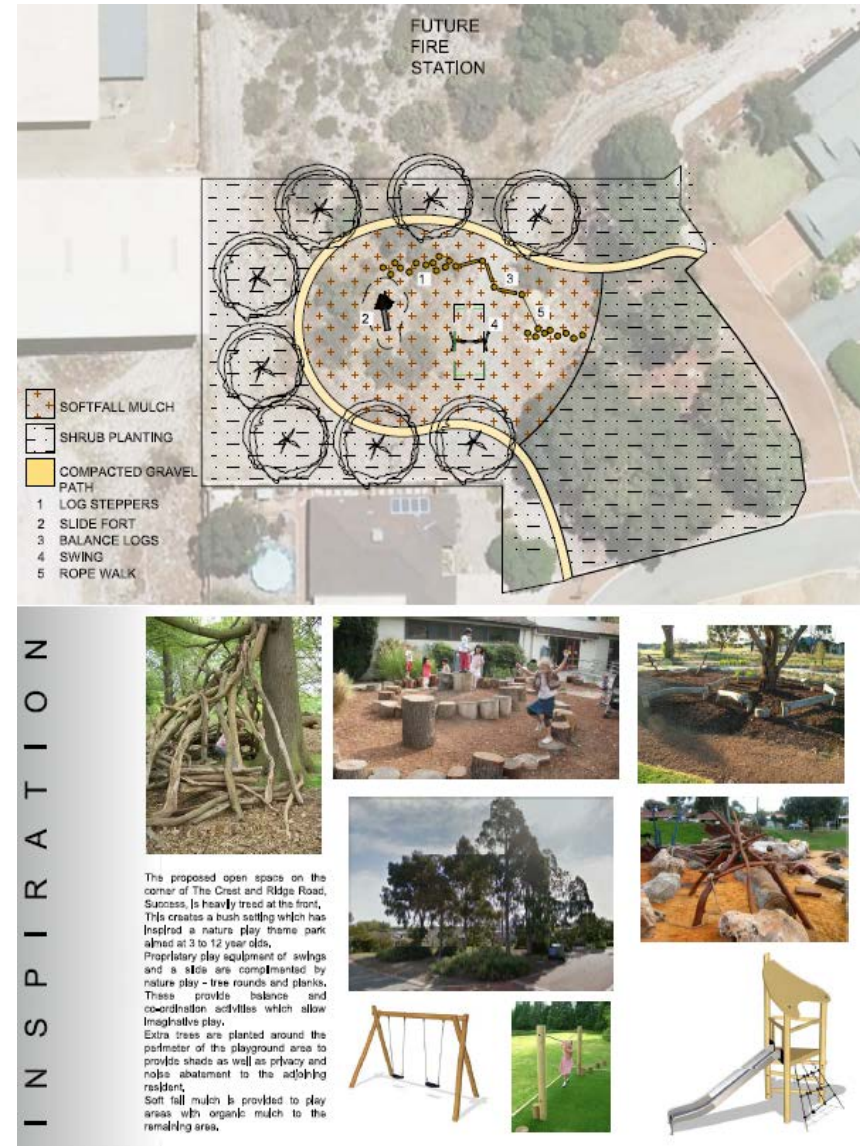 FUTURE
FIRE
STATION
1
2
3
4
5
SOFTFALL MULCH
SHRUB PLANTING
COMPACTED GRAVEL
PATH
1 LOG STEPPERS
2 SLIDE FORT
3 BALANCE LOGS
4 SWING
5 ROPE WALK
INSPIRATION
The proposed open space on the
corner of The Crest and Ridge Road,
Success, is heavily treed at the front.
This creates a bush setting which has
inspired a nature play theme park
aimed at 3 to 12 year olds.
Proprietary play equipment of swings
and a slide are complimented by
nature play - tree rounds and planks.
These provide balance and
co-ordination activities which allow
imaginative play.
Extra trees are planted around the
perimeter of the playground area to
provide shade as well as privacy and
noise abatement to the adjoining
resident.
Soft fall mulch is provided to play
areas with organic mulch to the
remaining area.